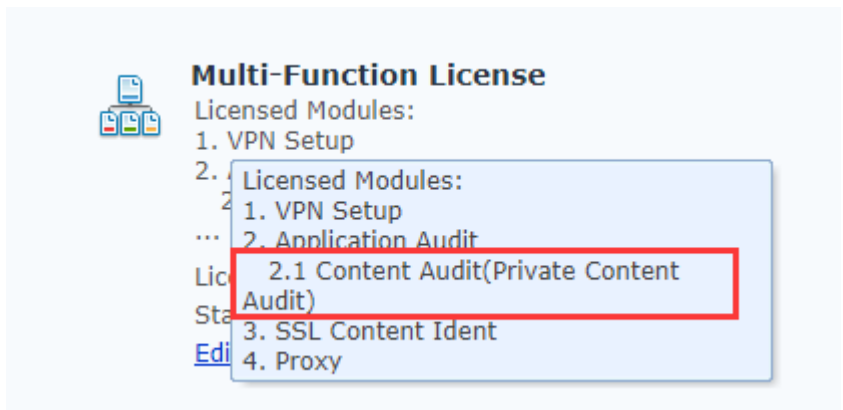 Multi-Function License
Licensed Modules:
1. VPN Setup
2.
2
...
Licensed Modules:
1. VPN Setup
2. Application Audit
2.1 Content Audit(Private Content
Audit)
3. SSL Content Ident
4. Proxy
Lic
Sta
Edi